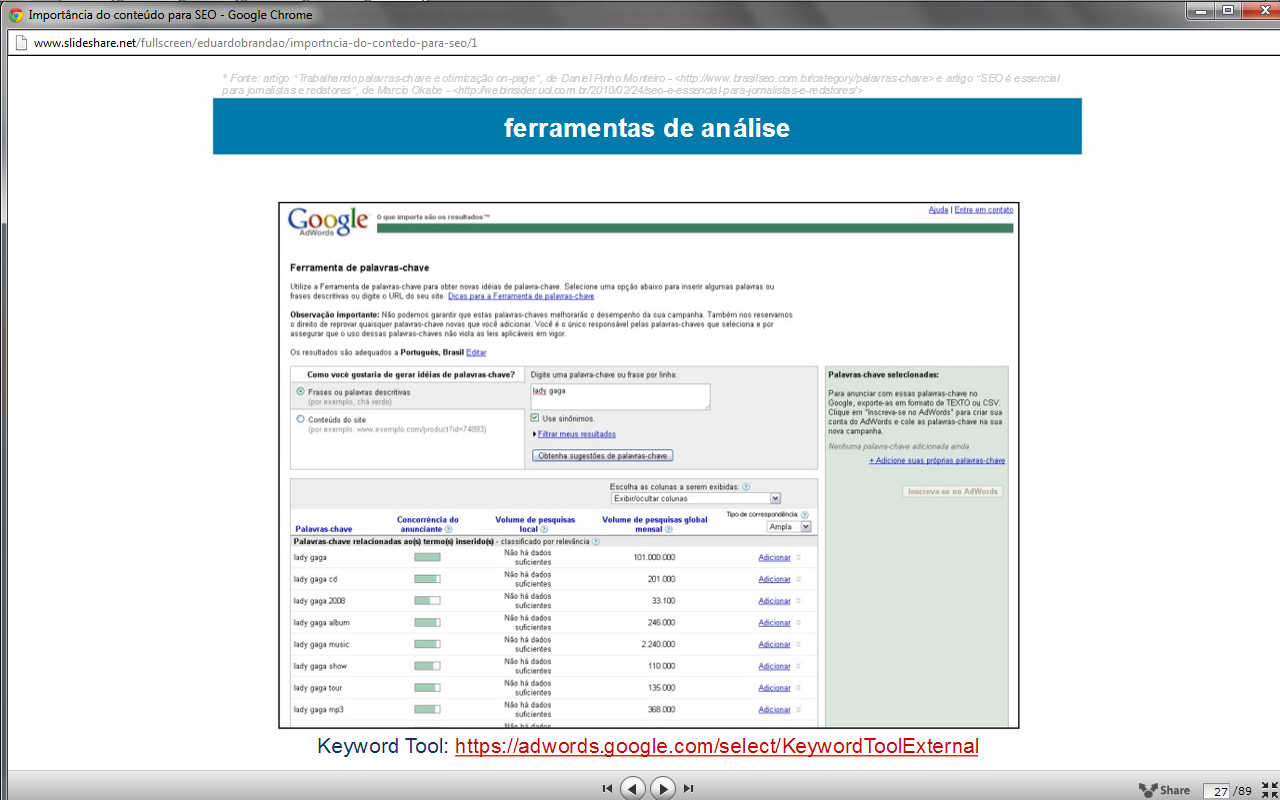 Importância do conteúdo para SEO - Google Chrome
www.slideshare.net/fullscreen/eduardobrandao/importncia-do-contedo-para-seo/1
* Fonte: artigo "Trabalhando palavras-chave e otimização on-page", de Daniel Pinho Monteiro - <http://www.brasilseo.com.br/category/palavras-chave> e artigo "SEO é essencial
para jornalistas e redatores", de Marcio Okabe - <http://webinsider.uol.com.br/2010/02/24/seo-e-essencial-para-jornalistas-e-redatores/>
ferramentas de análise
Google AdWords
O que importa são os resultados™
Ajuda | Entre em contato
Ferramenta de palavras-chave
Utilize a Ferramenta de palavras-chave para obter novas idéias de palavra-chave. Selecione uma opção abaixo para inserir algumas palavras ou
frases descritivas ou digite o URL do seu site. Dicas para a Ferramenta de palavras-chave
Observação importante: Não podemos garantir que estas palavras-chaves melhorarão o desempenho da sua campanha. Também nos reservamos
o direito de reprovar quaisquer palavras-chave novas que você adicionar. Você é o único responsável pelas palavras-chaves que seleciona e por
assegurar que o uso dessas palavras-chaves não viola as leis aplicáveis em vigor.
Os resultados são adequados a Português, Brasil Editar
Como você gostaria de gerar idéias de palavras-chave?
Frases ou palavras descritivas
(por exemplo, chá verde)
Conteúdo do site
(por exemplo: www.exemplo.com/product?id=74893)
Digite uma palavra-chave ou frase por linha:
lady gaga
Use sinônimos.
Filtrar meus resultados
Obtenha sugestões de palavras-chave
Palavras-chave selecionadas:
Para anunciar com essas palavras-chave no
Google, exporte-as em formato de TEXTO ou CSV.
Clique em "Inscreva-se no AdWords" para criar sua
conta do AdWords e cole as palavras-chave na sua
nova campanha.
Nenhuma palavra-chave adicionada ainda
+ Adicione suas próprias palavras-chave
Inscreva-se no AdWords
Escolha as colunas a serem exibidas: ?
Exibir/ocultar colunas
Palavras-chave Concorrência do anunciante ? Volume de pesquisas local ? Volume de pesquisas global mensal ? Tipo de correspondência: ? Ampla
Palavras-chave relacionadas ao(s) termo(s) inserido(s) - classificado por relevância ?
lady gaga Não há dados suficientes 101.000.000 Adicionar
lady gaga cd Não há dados suficientes 201.000 Adicionar
lady gaga 2008 Não há dados suficientes 33.100 Adicionar
lady gaga album Não há dados suficientes 246.000 Adicionar
lady gaga music Não há dados suficientes 2.240.000 Adicionar
lady gaga show Não há dados suficientes 110.000 Adicionar
lady gaga tour Não há dados suficientes 135.000 Adicionar
lady gaga mp3 Não há dados suficientes 368.000 Adicionar
Não há dados
Keyword Tool: https://adwords.google.com/select/KeywordToolExternal
Share 27 /89